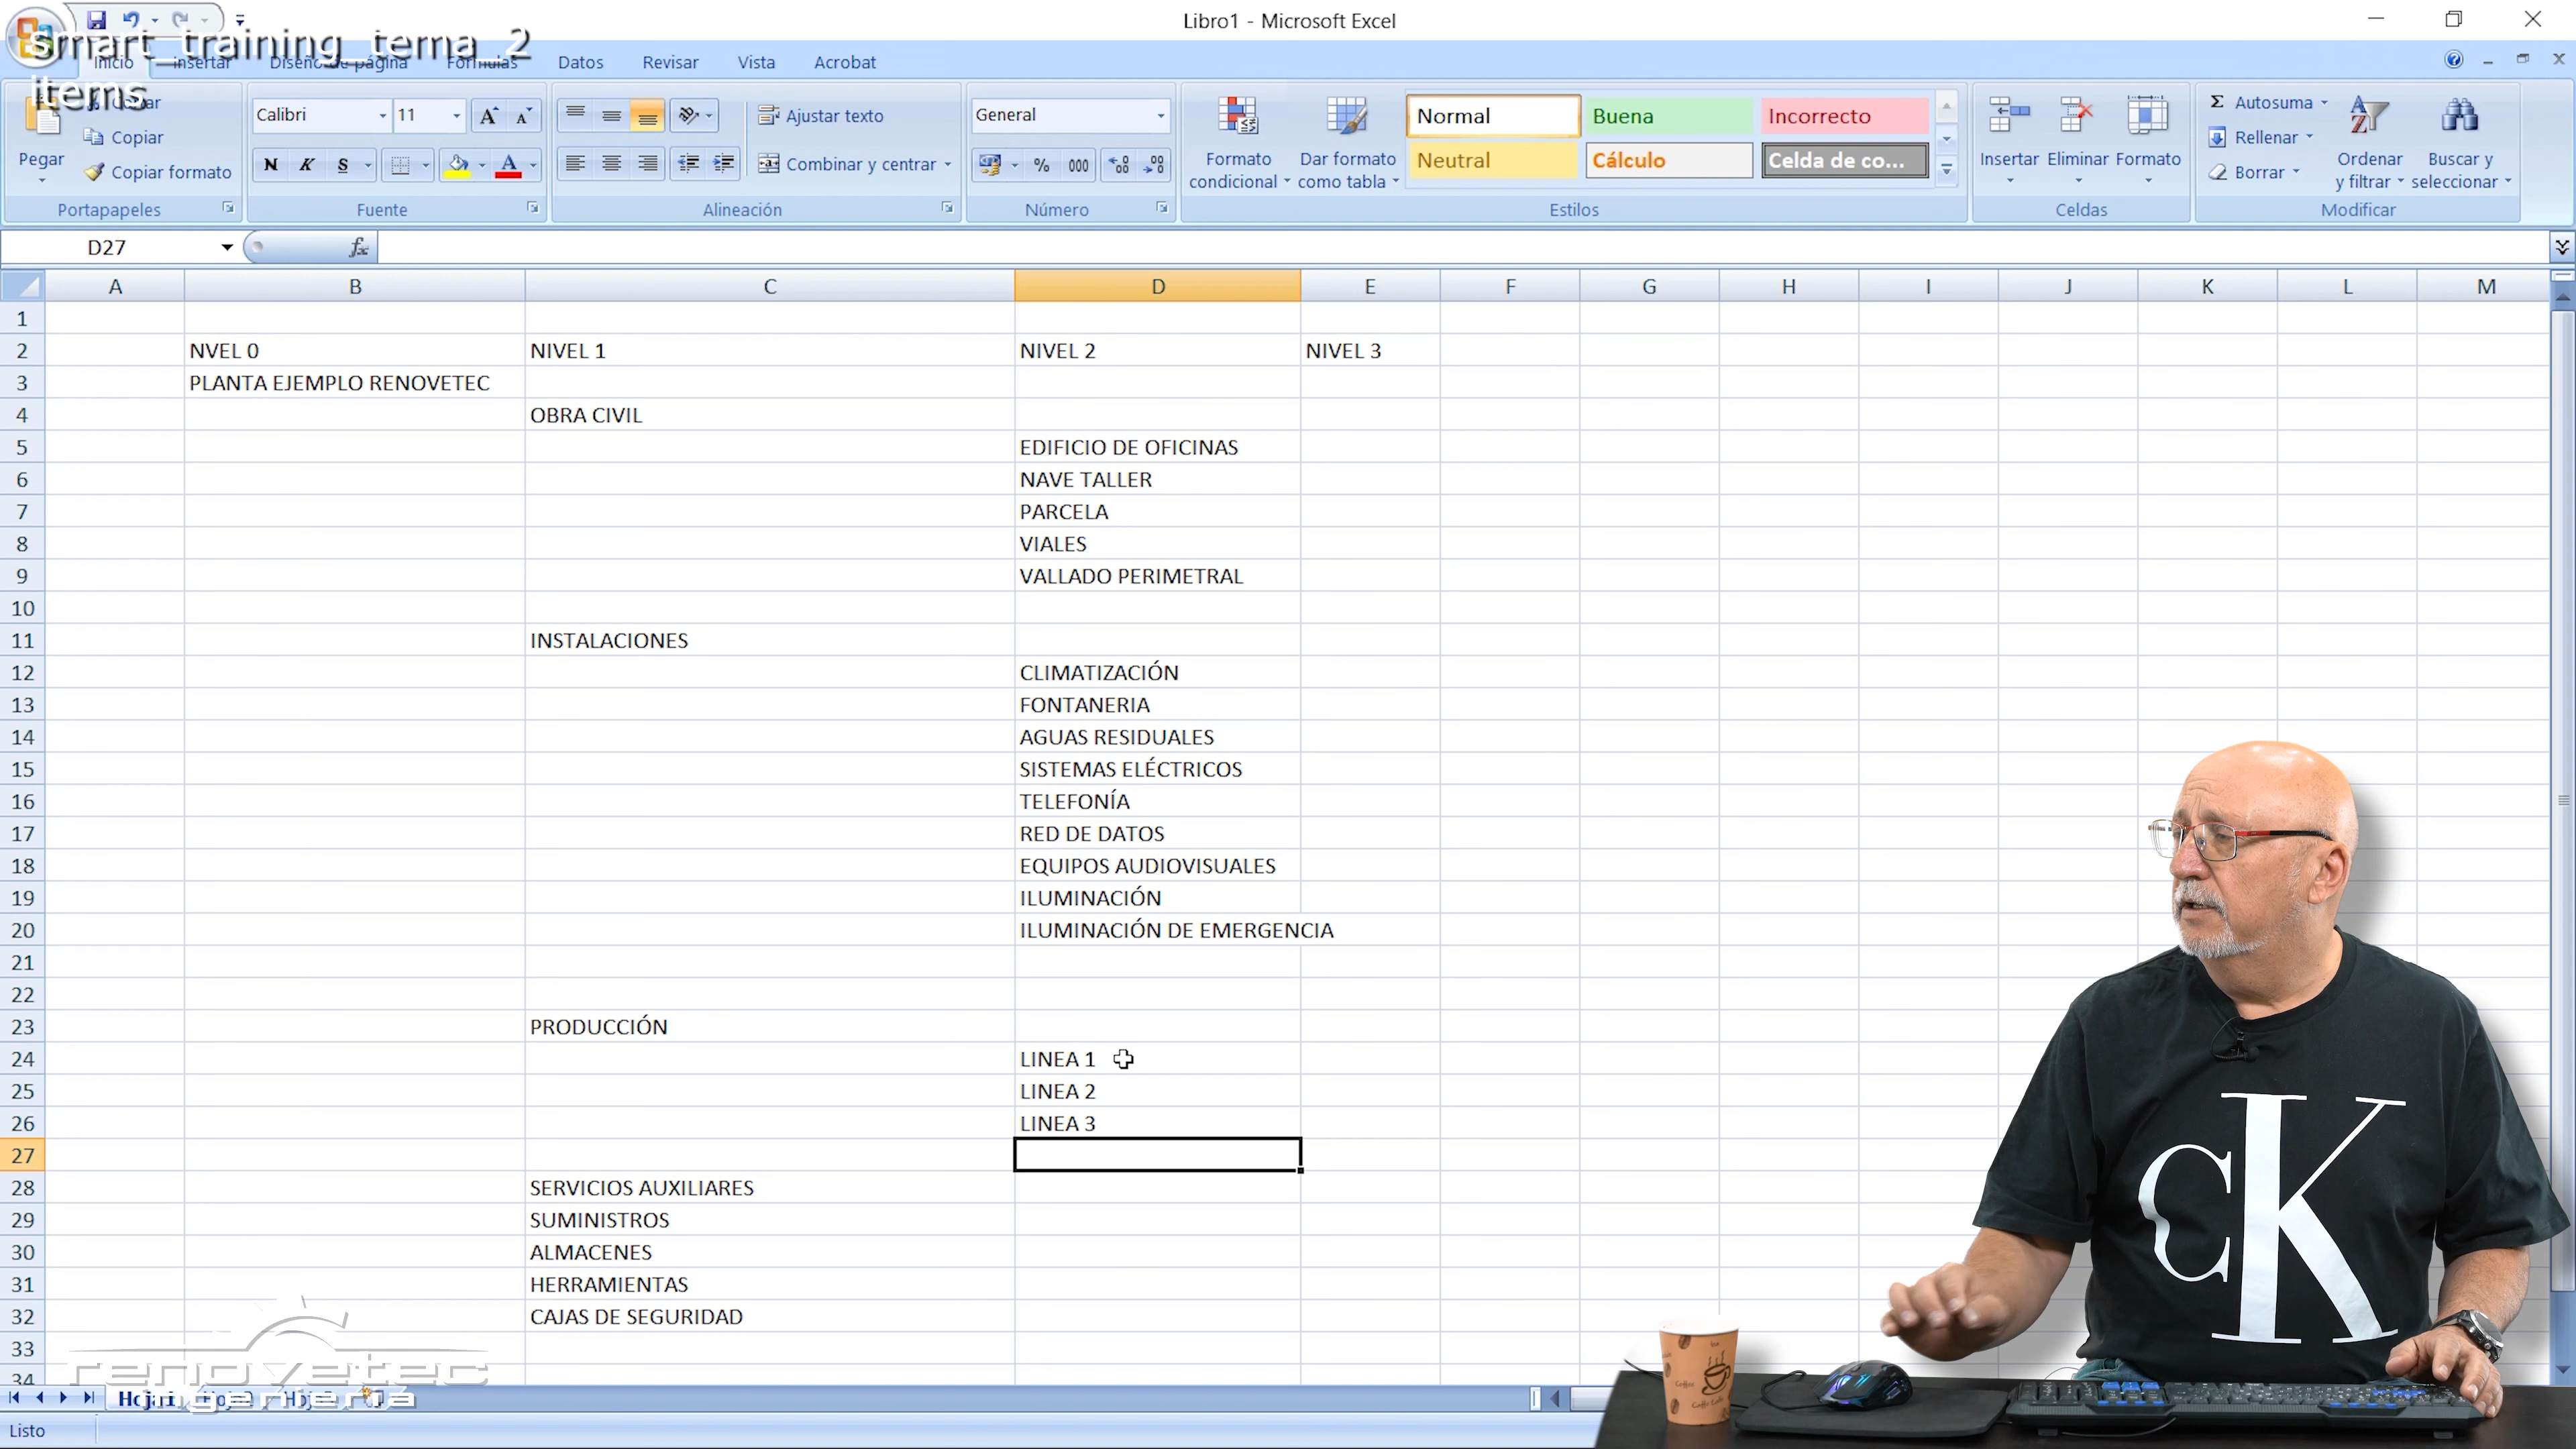 Libro1 - Microsoft Excel
smart_training_tema_2
items
Inicio Insertar Diseño de página Fórmulas Datos Revisar Vista Acrobat
Pegar
Cortar
Copiar
Copiar formato
Portapapeles
Calibri 11
N K S
Fuente
Ajustar texto
Combinar y centrar
Alineación
General
% 000
Número
Formato condicional
Dar formato como tabla
Normal Buena Incorrecto
Neutral Cálculo Celda de co...
Estilos
Insertar Eliminar Formato
Celdas
Σ Autosuma
Rellenar
Borrar
Ordenar y filtrar
Buscar y seleccionar
Modificar
D27 fx
A B C D E F G H I J K L M
1
2 NVEL 0 NIVEL 1 NIVEL 2 NIVEL 3
3 PLANTA EJEMPLO RENOVETEC
4 OBRA CIVIL
5 EDIFICIO DE OFICINAS
6 NAVE TALLER
7 PARCELA
8 VIALES
9 VALLADO PERIMETRAL
10
11 INSTALACIONES
12 CLIMATIZACIÓN
13 FONTANERIA
14 AGUAS RESIDUALES
15 SISTEMAS ELÉCTRICOS
16 TELEFONÍA
17 RED DE DATOS
18 EQUIPOS AUDIOVISUALES
19 ILUMINACIÓN
20 ILUMINACIÓN DE EMERGENCIA
21
22
23 PRODUCCIÓN
24 LINEA 1
25 LINEA 2
26 LINEA 3
27
28 SERVICIOS AUXILIARES
29 SUMINISTROS
30 ALMACENES
31 HERRAMIENTAS
32 CAJAS DE SEGURIDAD
33
34
renovetec
ingeniería
Hoja1
Listo
CK